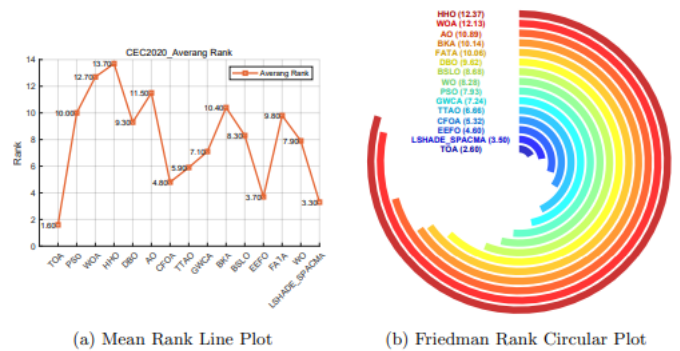 CEC2020_Averang Rank
Averang Rank
Rank
14
12
10
8
6
4
2
0
1.60
10.00
12.70
13.70
9.30
11.50
4.80
5.90
7.10
10.40
8.30
3.70
9.80
7.90
3.30
TOA
PSO
WOA
HHO
DBO
AO
CFOA
TTAO
GWCA
BKA
BSLO
EEFO
FATA
WO
LSHADE_SPACMA
(a) Mean Rank Line Plot
HHO (12.37)
WOA (12.13)
AO (10.89)
BKA (10.14)
FATA (10.06)
DBO (9.62)
BSLO (8.68)
WO (8.28)
PSO (7.93)
GWCA (7.24)
TTAO (6.66)
CFOA (5.32)
EEFO (4.60)
LSHADE_SPACMA (3.50)
TOA (2.60)
(b) Friedman Rank Circular Plot